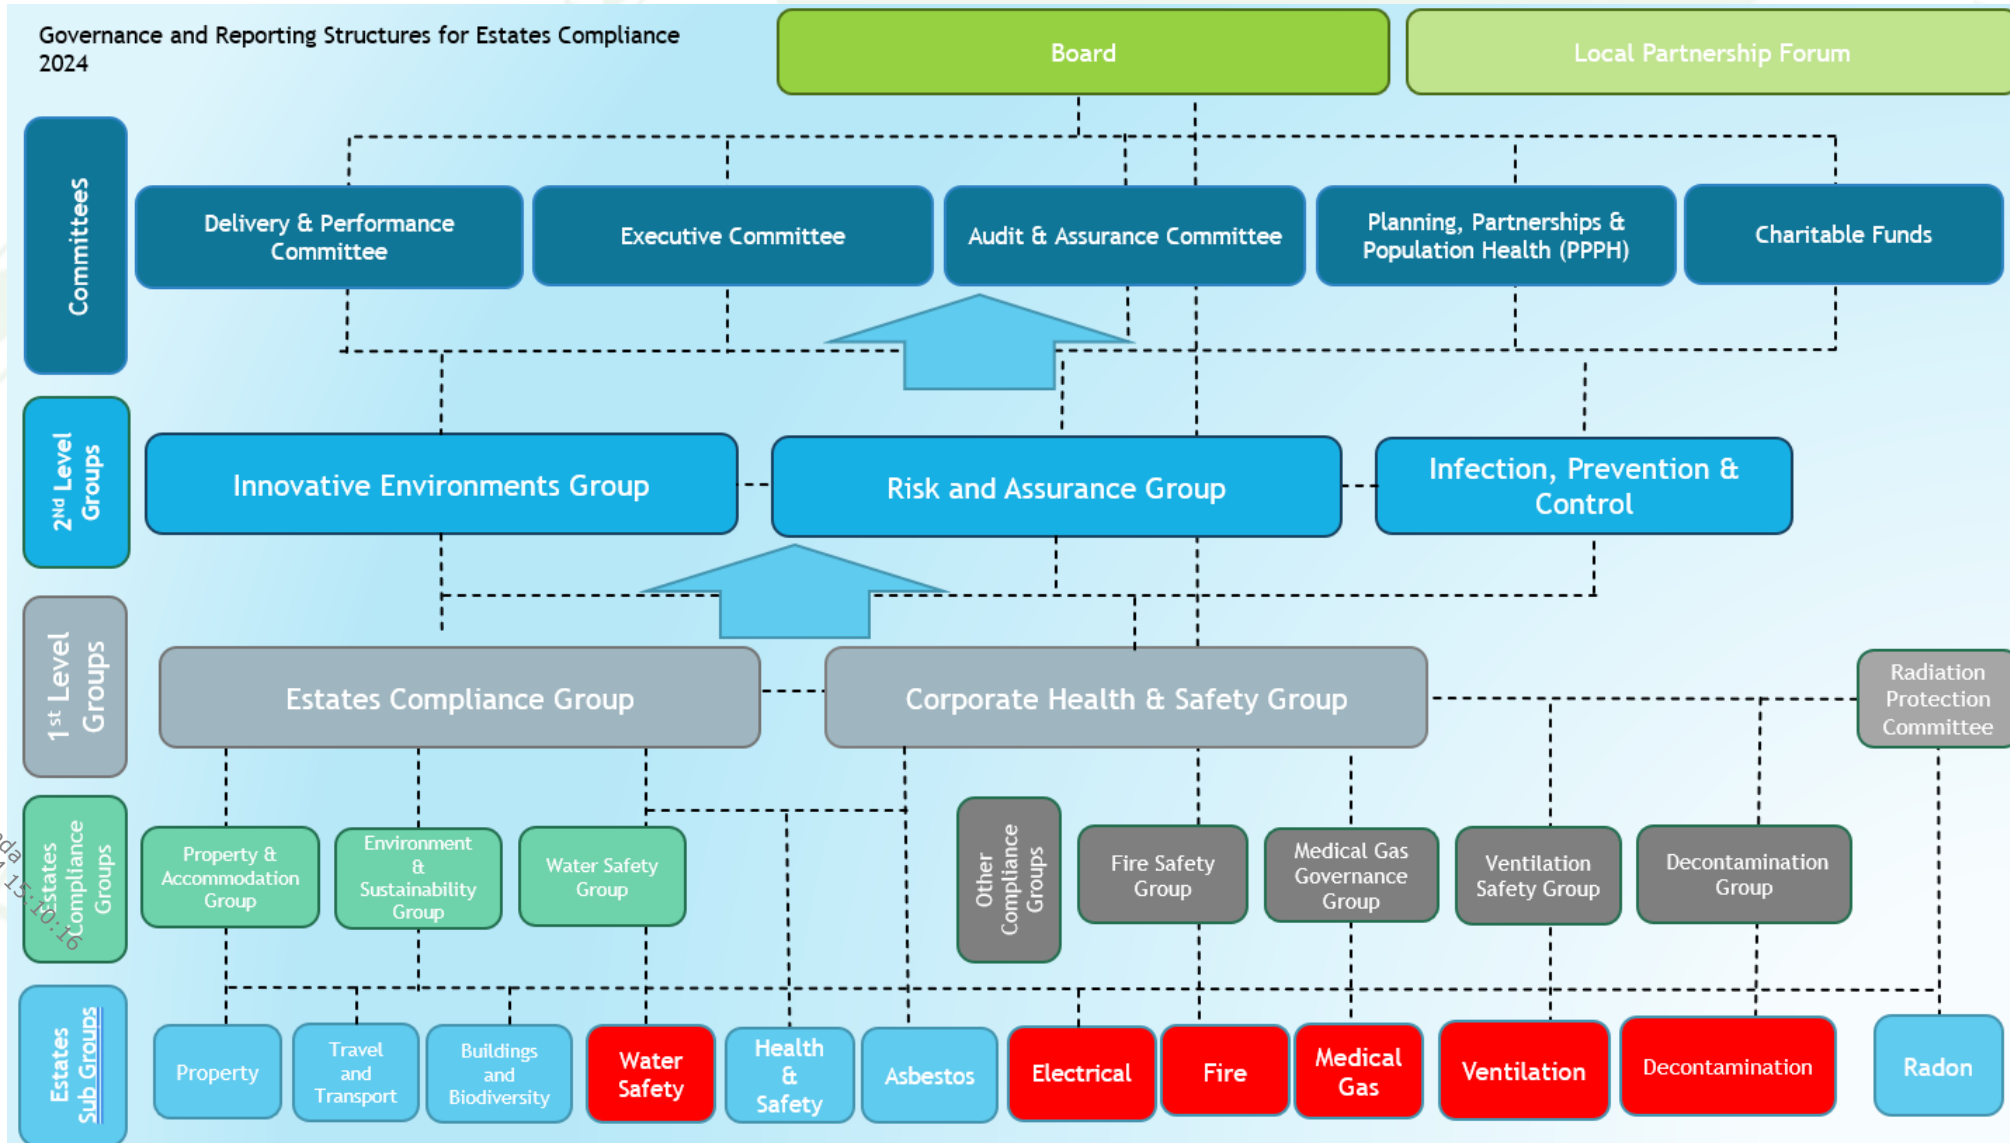 Governance and Reporting Structures for Estates Compliance
2024
Board
Local Partnership Forum
Committees
Delivery & Performance
Committee
Executive Committee
Audit & Assurance Committee
Planning, Partnerships &
Population Health (PPPH)
Charitable Funds
2Nd Level
Groups
Innovative Environments Group
Risk and Assurance Group
Infection, Prevention &
Control
1st Level
Groups
Estates Compliance Group
Corporate Health & Safety Group
Radiation
Protection
Committee
Estates
Compliance
Groups
Property &
Accommodation
Group
Environment
&
Sustainability
Group
Water Safety
Group
Other
Compliance
Groups
Fire Safety
Group
Medical Gas
Governance
Group
Ventilation
Safety Group
Decontamination
Group
15:10:16
Estates
Sub Groups
Property
Travel
and
Transport
Buildings
and
Biodiversity
Water
Safety
Health
&
Safety
Asbestos
Electrical
Fire
Medical
Gas
Ventilation
Decontamination
Radon